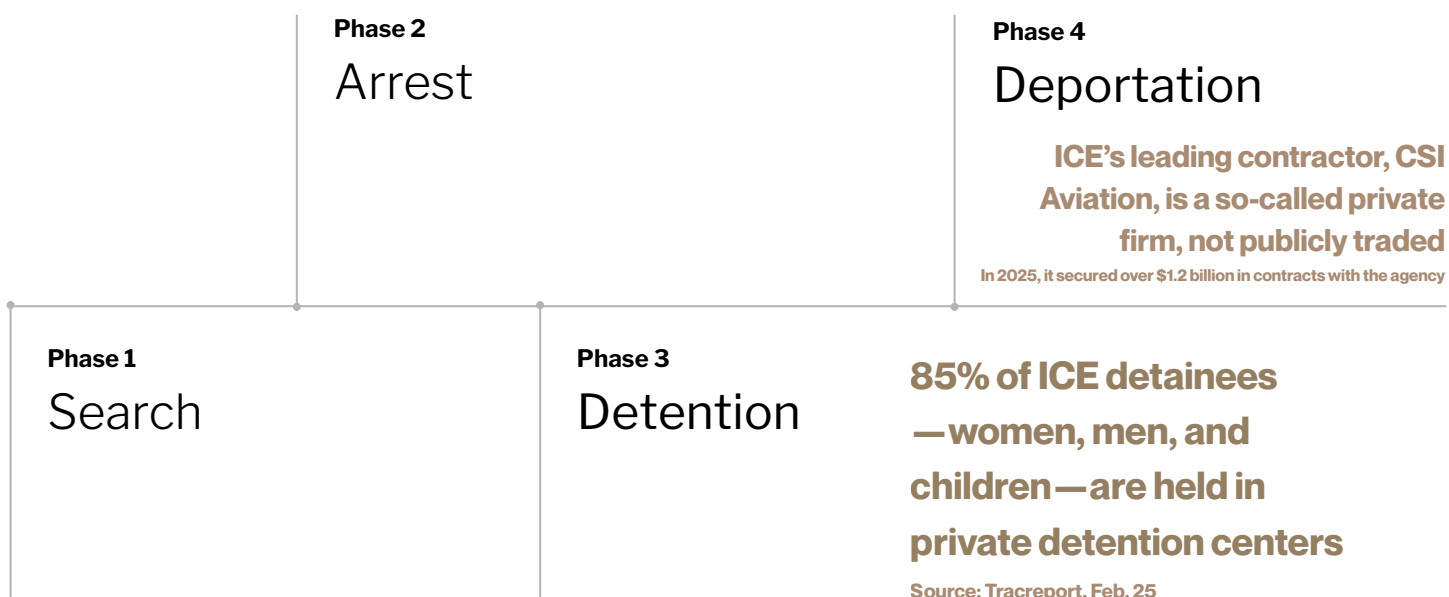 Phase 2
Arrest
Phase 4
Deportation
ICE’s leading contractor, CSI
Aviation, is a so-called private
firm, not publicly traded
In 2025, it secured over $1.2 billion in contracts with the agency
Phase 1
Search
Phase 3
Detention
85% of ICE detainees
—women, men, and
children—are held in
private detention centers
Source: Tracreport, Feb. 25